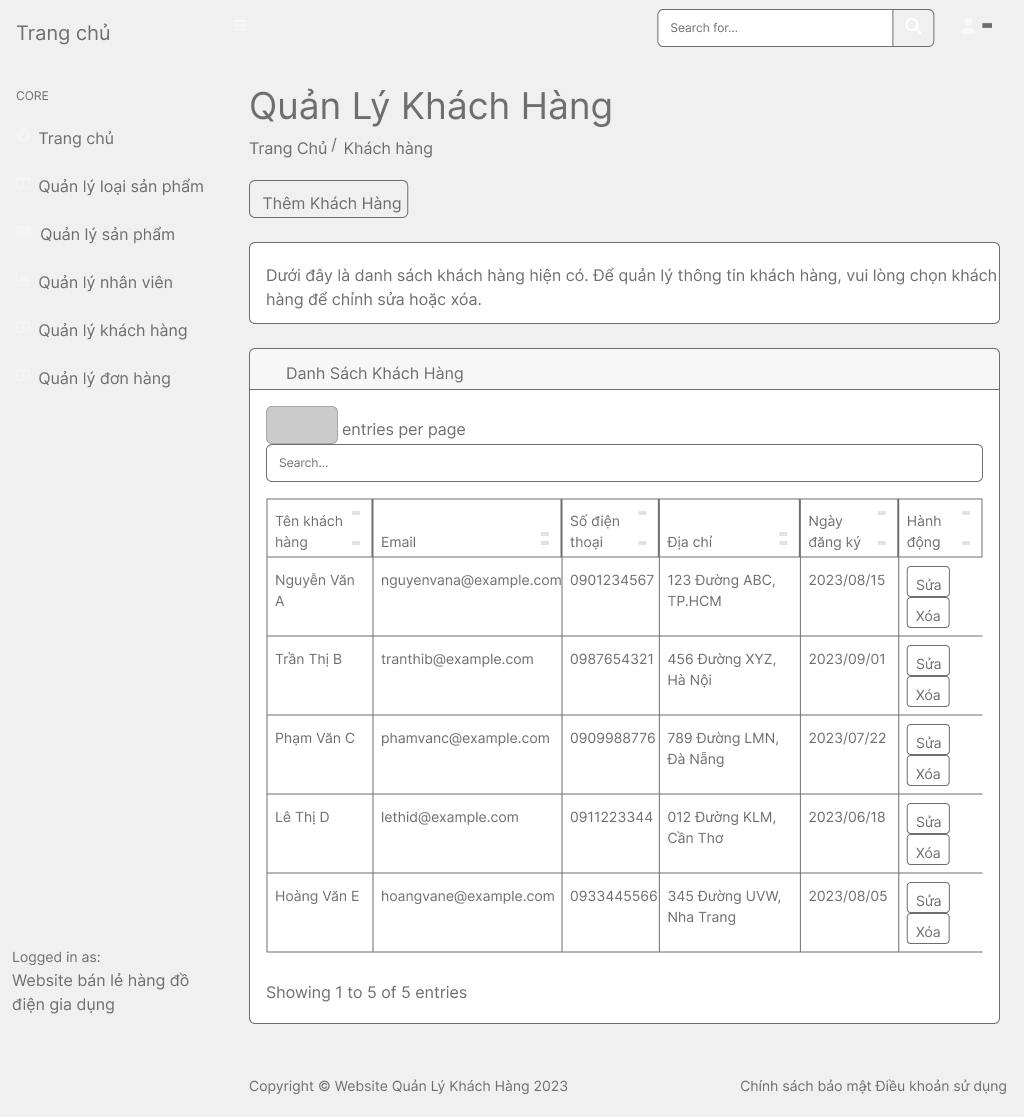 Trang chủ
Search for...
CORE
Trang chủ
Quản lý loại sản phẩm
Quản lý sản phẩm
Quản lý nhân viên
Quản lý khách hàng
Quản lý đơn hàng
Logged in as:
Website bán lẻ hàng đồ
điện gia dụng
Quản Lý Khách Hàng
Trang Chủ / Khách hàng
Thêm Khách Hàng
Dưới đây là danh sách khách hàng hiện có. Để quản lý thông tin khách hàng, vui lòng chọn khách
hàng để chỉnh sửa hoặc xóa.
Danh Sách Khách Hàng
entries per page
Search...
Tên khách
hàng
Email
Số điện
thoại
Địa chỉ
Ngày
đăng ký
Hành
động
Nguyễn Văn
A
nguyenvana@example.com
0901234567
123 Đường ABC,
TP.HCM
2023/08/15
Sửa
Xóa
Trần Thị B
tranthib@example.com
0987654321
456 Đường XYZ,
Hà Nội
2023/09/01
Sửa
Xóa
Phạm Văn C
phamvanc@example.com
0909988776
789 Đường LMN,
Đà Nẵng
2023/07/22
Sửa
Xóa
Lê Thị D
lethid@example.com
0911223344
012 Đường KLM,
Cần Thơ
2023/06/18
Sửa
Xóa
Hoàng Văn E
hoangvane@example.com
0933445566
345 Đường UVW,
Nha Trang
2023/08/05
Sửa
Xóa
Showing 1 to 5 of 5 entries
Copyright © Website Quản Lý Khách Hàng 2023
Chính sách bảo mật Điều khoản sử dụng